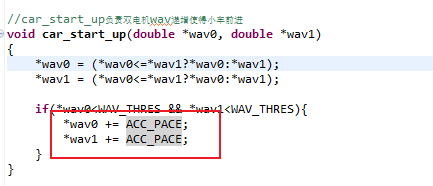 //car_start_up负责双电机wav递增使得小车前进
void car_start_up(double *wav0, double *wav1)
{
*wav0 = (*wav0<=*wav1?*wav0:*wav1);
*wav1 = (*wav0<=*wav1?*wav0:*wav1);
if(*wav0<WAV_THRES && *wav1<WAV_THRES){
*wav0 += ACC_PACE;
*wav1 += ACC_PACE;
}
}